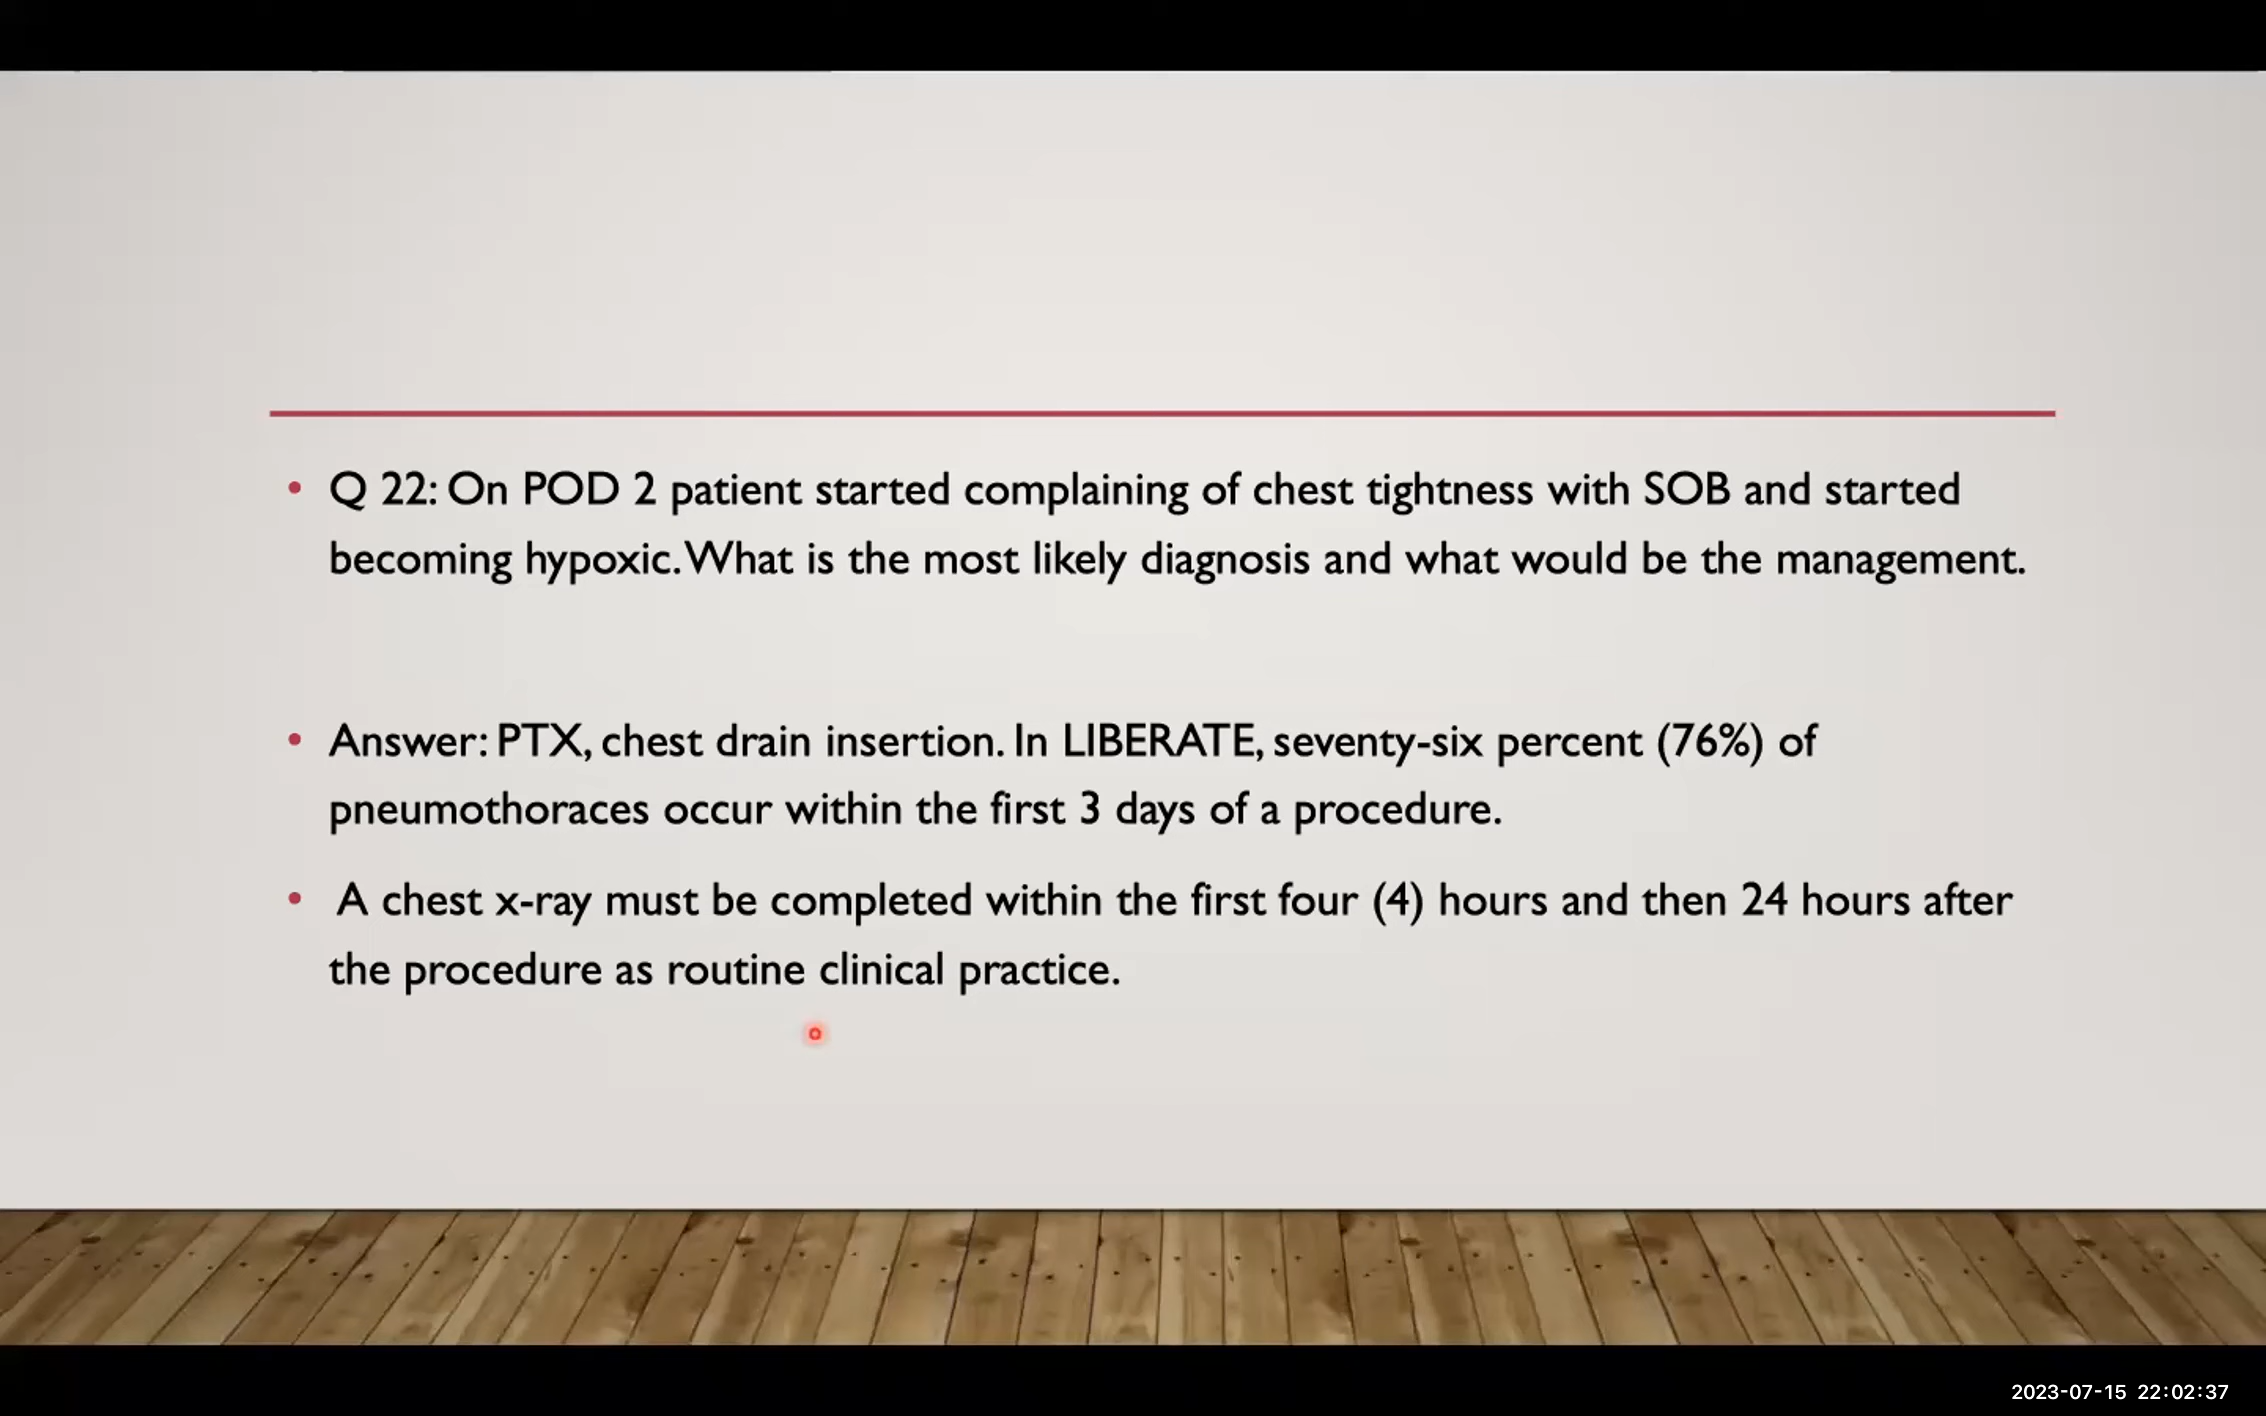 • Q 22: On POD 2 patient started complaining of chest tightness with SOB and started
becoming hypoxic. What is the most likely diagnosis and what would be the management.
• Answer: PTX, chest drain insertion. In LIBERATE, seventy-six percent (76%) of
pneumothoraces occur within the first 3 days of a procedure.
• A chest x-ray must be completed within the first four (4) hours and then 24 hours after
the procedure as routine clinical practice.
2023-07-15 22:02:37